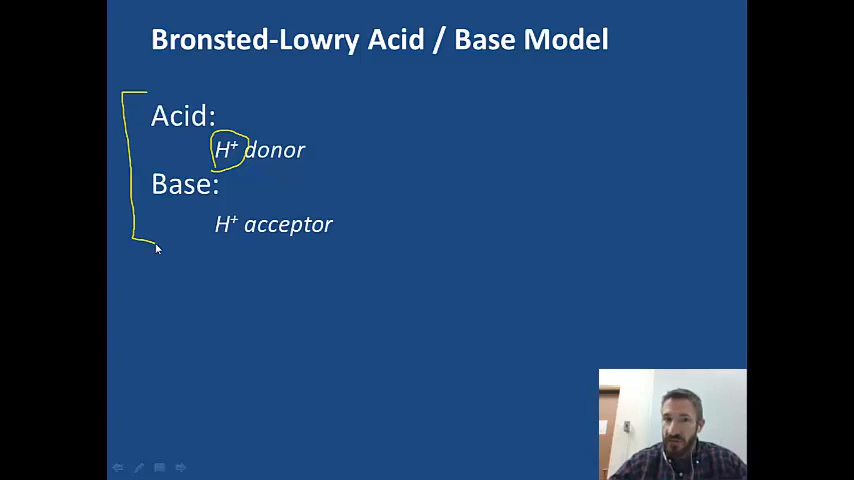 Bronsted-Lowry Acid / Base Model
Acid:
H⁺ donor
Base:
H⁺ acceptor